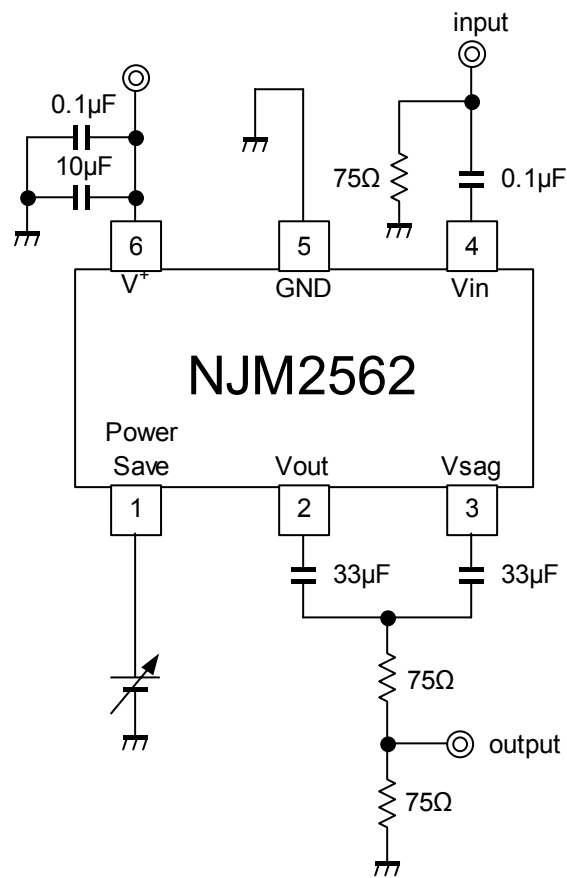 input
0.1µF
10µF
75Ω
0.1µF
6
5
4
V+
GND
Vin
NJM2562
Power
Save
Vout
Vsag
1
2
3
33µF
33µF
75Ω
output
75Ω